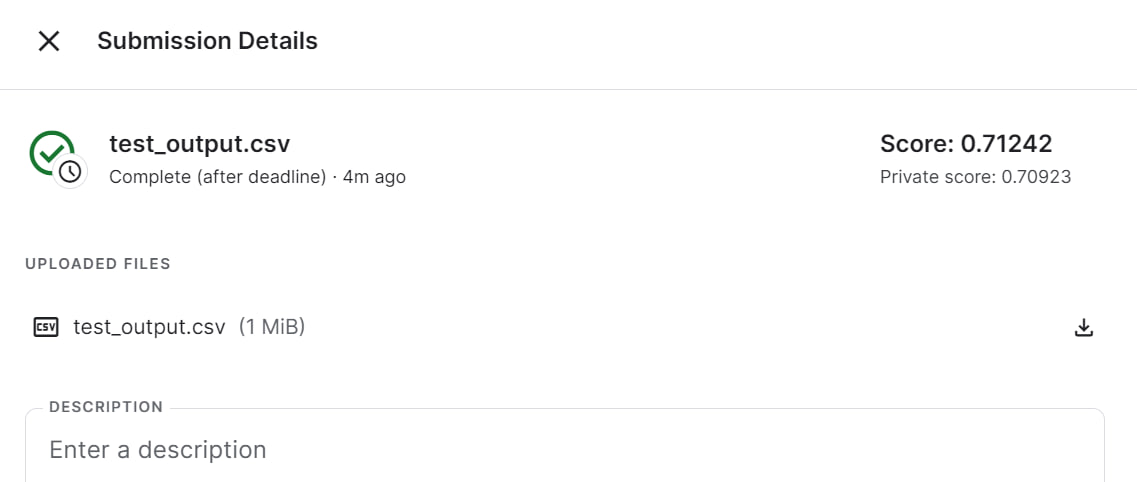 Submission Details
test_output.csv
Score: 0.71242
Complete (after deadline) · 4m ago
Private score: 0.70923
UPLOADED FILES
CSV
test_output.csv (1 MiB)
DESCRIPTION
Enter a description